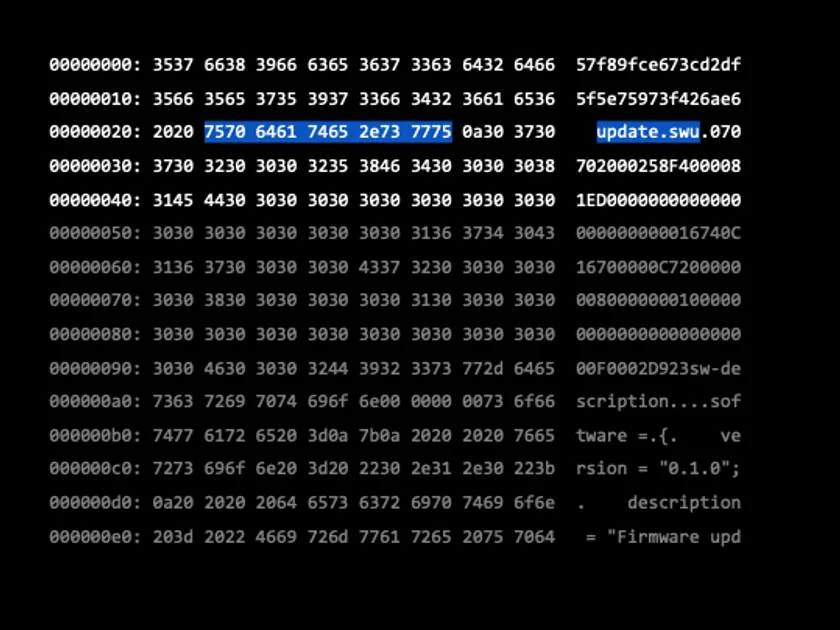 00000000: 3537 6638 3966 6365 3637 3363 6432 6466  57f89fce673cd2df
00000010: 3566 3565 3735 3937 3366 3432 3661 6536  5f5e75973f426ae6
00000020: 2020 7570 6461 7465 2e73 7775 0a30 3730    update.swu.070
00000030: 3730 3230 3030 3235 3846 3430 3030 3038  702000258F400008
00000040: 3145 4430 3030 3030 3030 3030 3030 3030  1ED0000000000000
00000050: 3030 3030 3030 3030 3030 3136 3734 3043  000000000016740C
00000060: 3136 3730 3030 3030 4337 3230 3030 3030  16700000C7200000
00000070: 3030 3830 3030 3030 3030 3130 3030 3030  0080000000100000
00000080: 3030 3030 3030 3030 3030 3030 3030 3030  0000000000000000
00000090: 3030 4630 3030 3244 3932 3373 772d 6465  00F0002D923sw-de
000000a0: 7363 7269 7074 696f 6e00 0000 0073 6f66  scription....sof
000000b0: 7477 6172 6520 3d0a 7b0a 2020 2020 7665  tware =.{.    ve
000000c0: 7273 696f 6e20 3d20 2230 2e31 2e30 223b  rsion = "0.1.0";
000000d0: 0a20 2020 2064 6573 6372 6970 7469 6f6e  .    description
000000e0: 203d 2022 4669 726d 7761 7265 2075 7064   = "Firmware upd